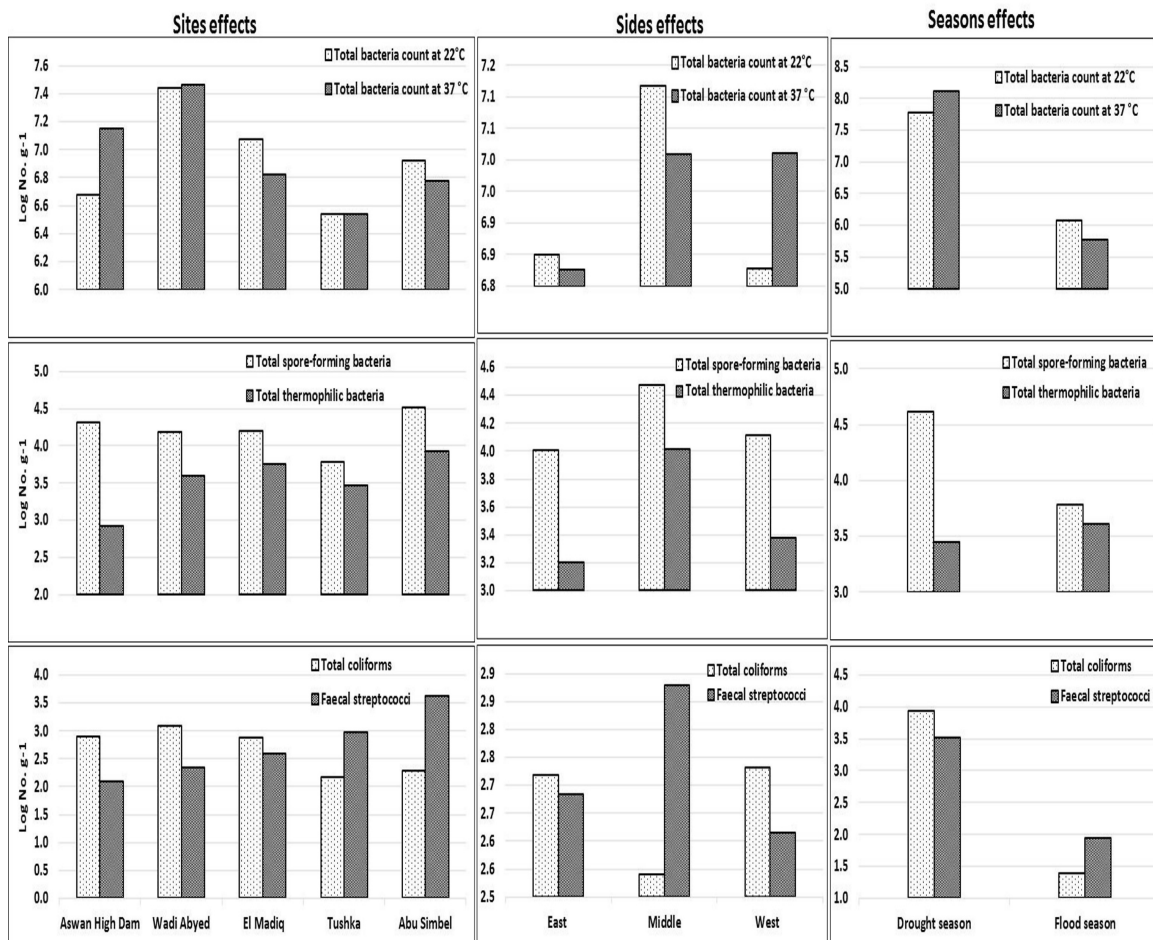 Sites effects
Sides effects
Seasons effects
Total bacteria count at 22°C
Total bacteria count at 37 °C
Log No. g-1
7.6
7.4
7.2
7.0
6.8
6.6
6.4
6.2
6.0
Total bacteria count at 22°C
Total bacteria count at 37 °C
7.2
7.1
7.1
7.0
7.0
6.9
6.9
6.8
Total bacteria count at 22°C
Total bacteria count at 37 °C
8.5
8.0
7.5
7.0
6.5
6.0
5.5
5.0
Total spore-forming bacteria
Total thermophilic bacteria
5.0
4.5
4.0
3.5
3.0
2.5
2.0
Total spore-forming bacteria
Total thermophilic bacteria
4.6
4.4
4.2
4.0
3.8
3.6
3.4
3.2
3.0
Total spore-forming bacteria
Total thermophilic bacteria
5.0
4.5
4.0
3.5
3.0
Total coliforms
Faecal streptococci
Log No. g-1
4.0
3.5
3.0
2.5
2.0
1.5
1.0
0.5
0.0
Aswan High Dam Wadi Abyed El Madiq Tushka Abu Simbel
Total coliforms
Faecal streptococci
2.9
2.9
2.8
2.8
2.7
2.7
2.6
2.6
2.5
East Middle West
Total coliforms
Faecal streptococci
4.5
4.0
3.5
3.0
2.5
2.0
1.5
1.0
Drought season Flood season